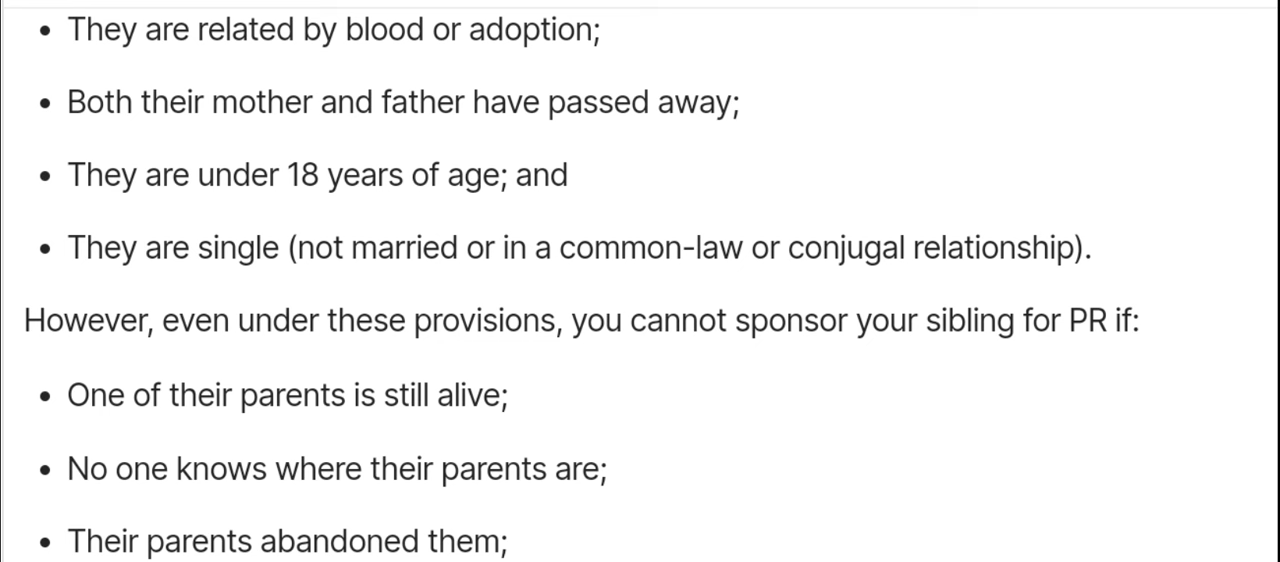 • They are related by blood or adoption;
• Both their mother and father have passed away;
• They are under 18 years of age; and
• They are single (not married or in a common-law or conjugal relationship).
However, even under these provisions, you cannot sponsor your sibling for PR if:
• One of their parents is still alive;
• No one knows where their parents are;
• Their parents abandoned them;